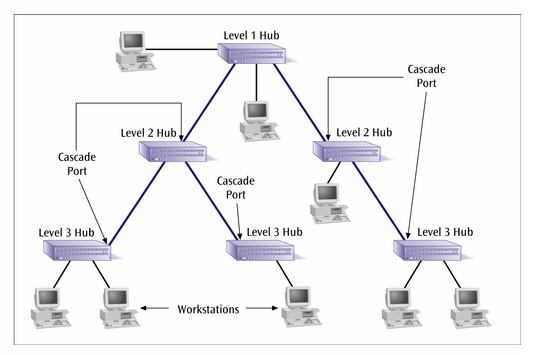 Level 1 Hub
Cascade
Port
Level 2 Hub
Level 2 Hub
Cascade
Port
Cascade
Port
Level 3 Hub
Level 3 Hub
Level 3 Hub
Workstations